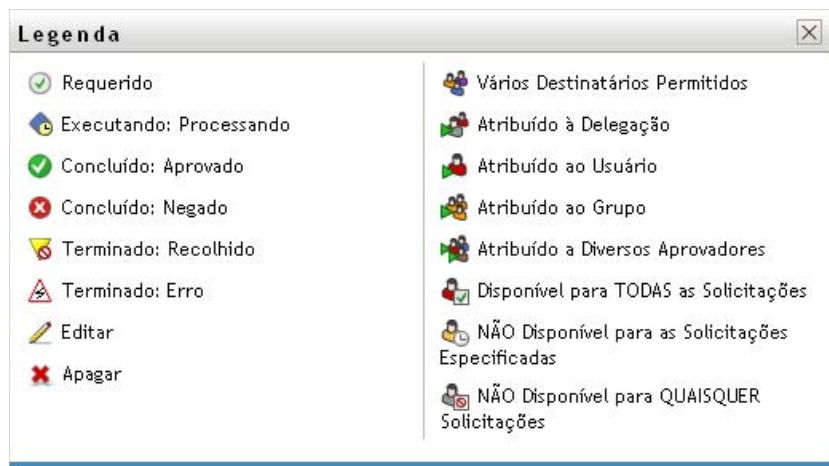 Legenda
Requerido
Executando: Processando
Concluído: Aprovado
Concluído: Negado
Terminado: Recolhido
Terminado: Erro
Editar
Apagar
Vários Destinatários Permitidos
Atribuído à Delegação
Atribuído ao Usuário
Atribuído ao Grupo
Atribuído a Diversos Aprovadores
Disponível para TODAS as Solicitações
NÃO Disponível para as Solicitações
Especificadas
NÃO Disponível para QUAISQUER
Solicitações